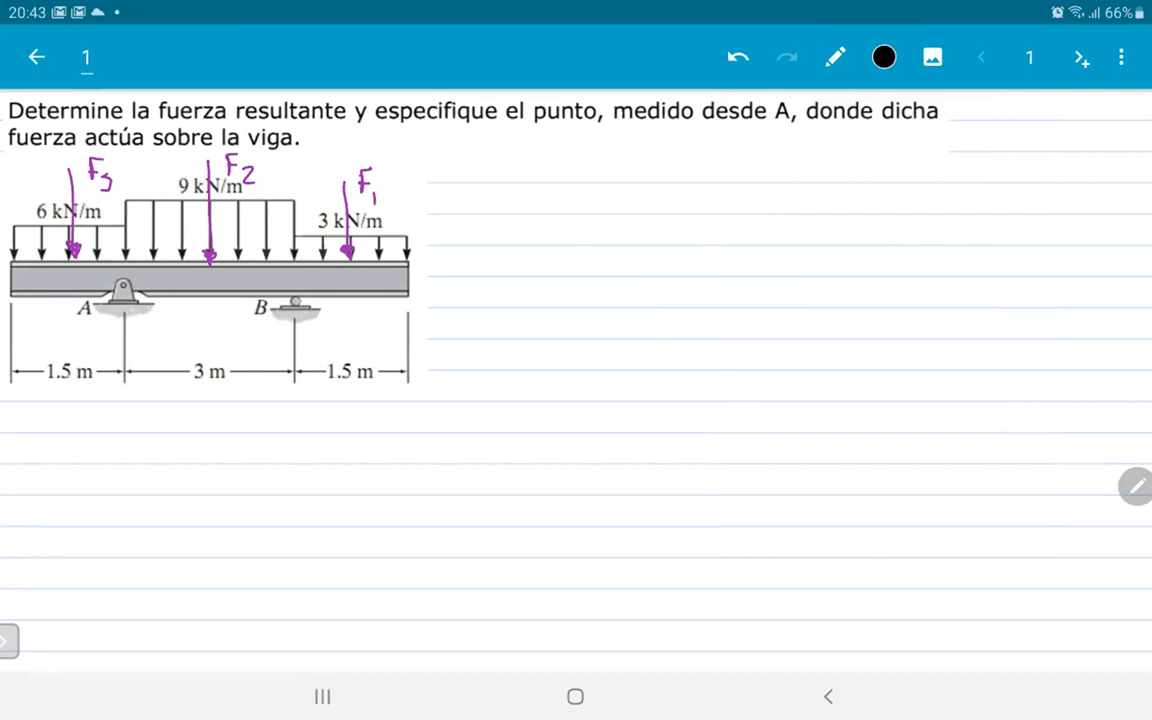 20:43
66%
1
1
Determine la fuerza resultante y especifique el punto, medido desde A, donde dicha
fuerza actúa sobre la viga.
F3
F2
F1
9 kN/m
6 kN/m
3 kN/m
A
B
1.5 m
3 m
1.5 m